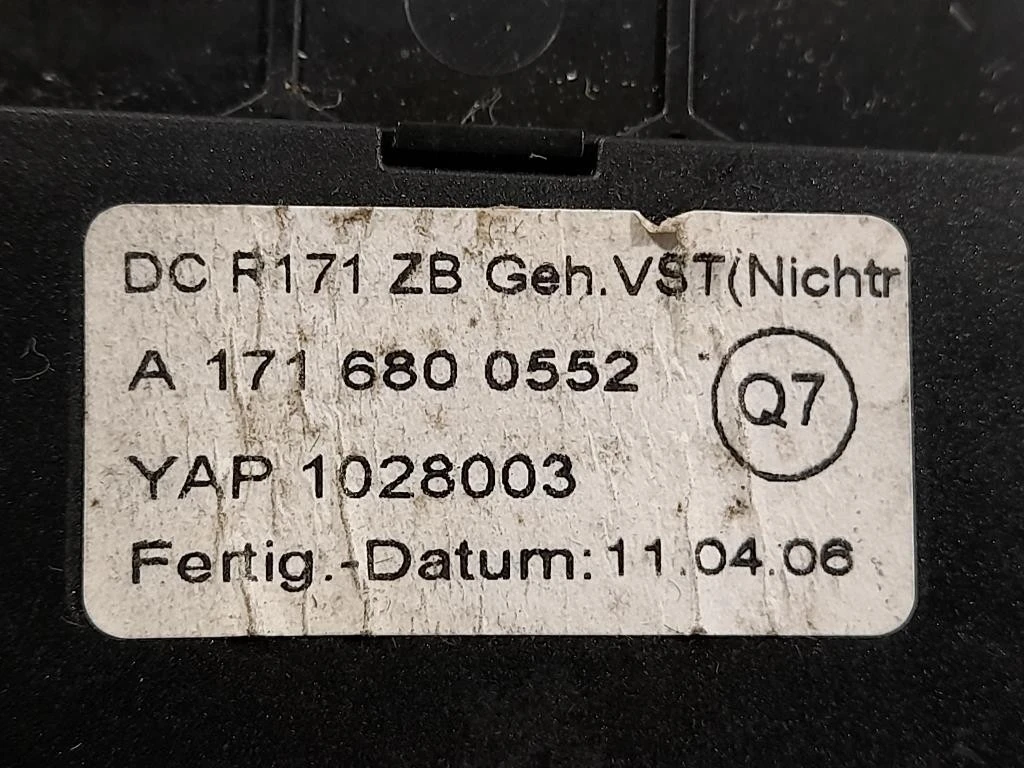 DC R171 ZB Geh.VST(Nichtr
A 171 680 0552
Q7
YAP 1028003
Fertig.-Datum: 11.04.06